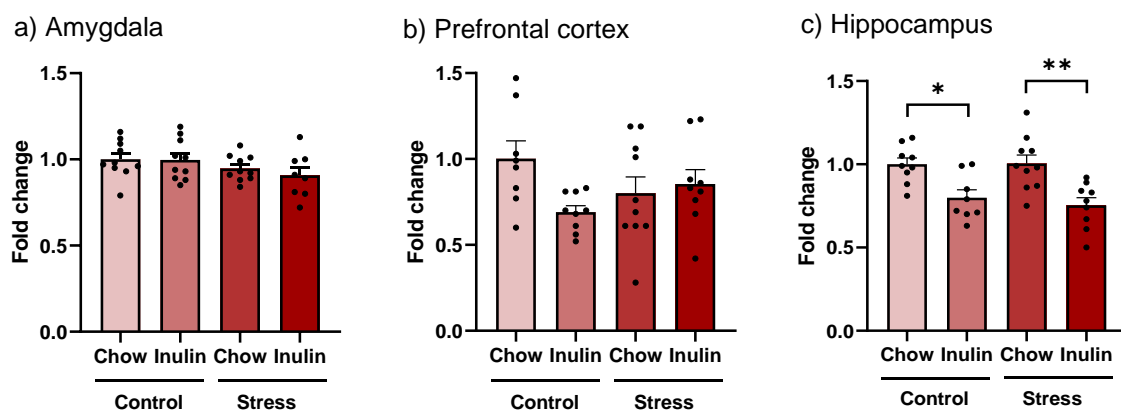 a) Amygdala
Fold change
1.5
1.0
0.5
0.0
Chow Inulin Chow Inulin
Control Stress
b) Prefrontal cortex
Fold change
1.5
1.0
0.5
0.0
Chow Inulin Chow Inulin
Control Stress
c) Hippocampus
Fold change
1.5
1.0
0.5
0.0
*
**
Chow Inulin Chow Inulin
Control Stress